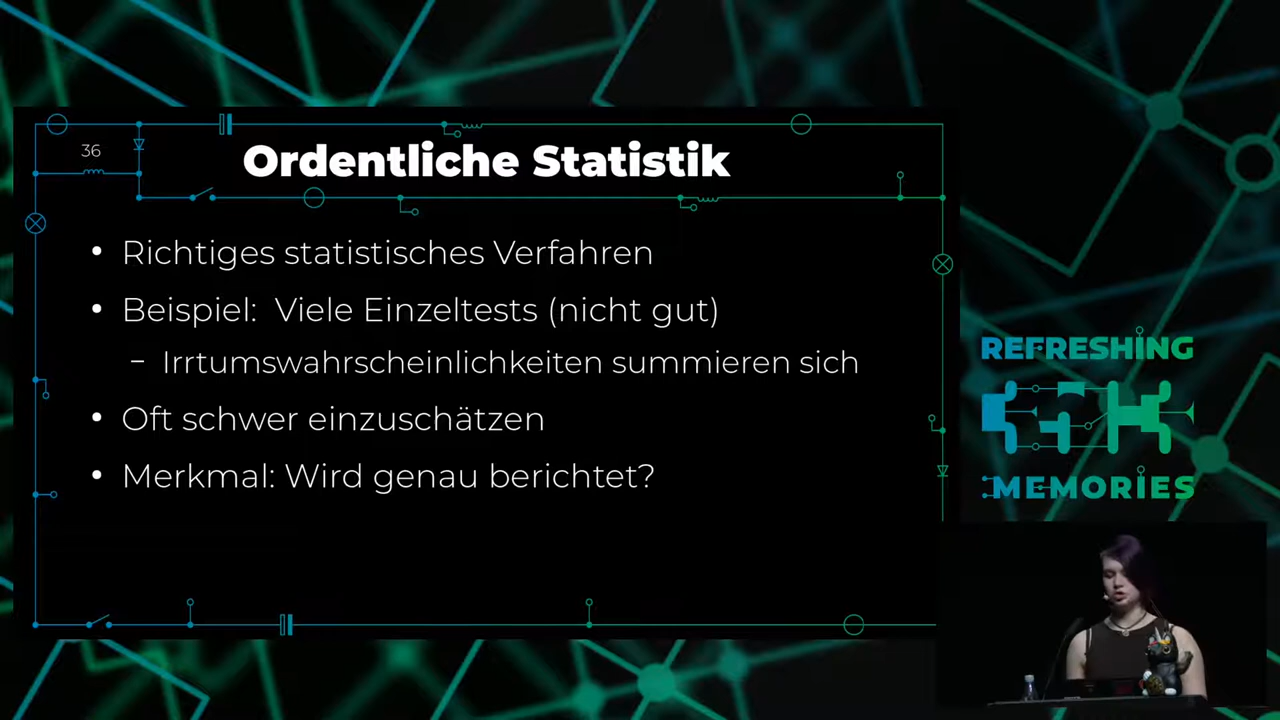 36
Ordentliche Statistik
• Richtiges statistisches Verfahren
• Beispiel: Viele Einzeltests (nicht gut)
– Irrtumswahrscheinlichkeiten summieren sich
• Oft schwer einzuschätzen
• Merkmal: Wird genau berichtet?
REFRESHING
MEMORIES